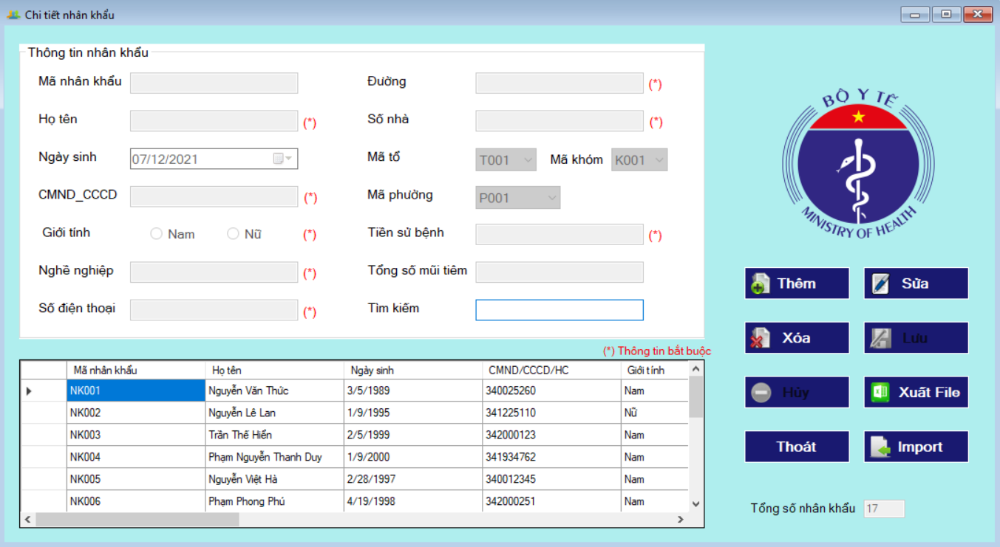 Chi tiết nhân khẩu
Thông tin nhân khẩu
Mã nhân khẩu
Đường (*)
Họ tên (*)
Số nhà (*)
Ngày sinh 07/12/2021
Mã tổ T001 Mã khóm K001
CMND_CCCD (*)
Mã phường P001
Giới tính Nam Nữ (*)
Tiền sử bệnh (*)
Nghề nghiệp (*)
Tổng số mũi tiêm
Số điện thoại (*)
Tìm kiếm
(*) Thông tin bắt buộc
Mã nhân khẩu Họ tên Ngày sinh CMND/CCCD/HC Giới tính
NK001 Nguyễn Văn Thức 3/5/1989 340025260 Nam
NK002 Nguyễn Lê Lan 1/9/1995 341225110 Nữ
NK003 Trần Thế Hiển 2/5/1999 342000123 Nam
NK004 Phạm Nguyễn Thanh Duy 1/9/2000 341934762 Nam
NK005 Nguyễn Việt Hà 2/28/1997 340012345 Nam
NK006 Phạm Phong Phú 4/19/1998 342000251 Nam
BỘ Y TẾ
MINISTRY OF HEALTH
Thêm Sửa
Xóa Lưu
Hủy Xuất File
Thoát Import
Tổng số nhân khẩu 17